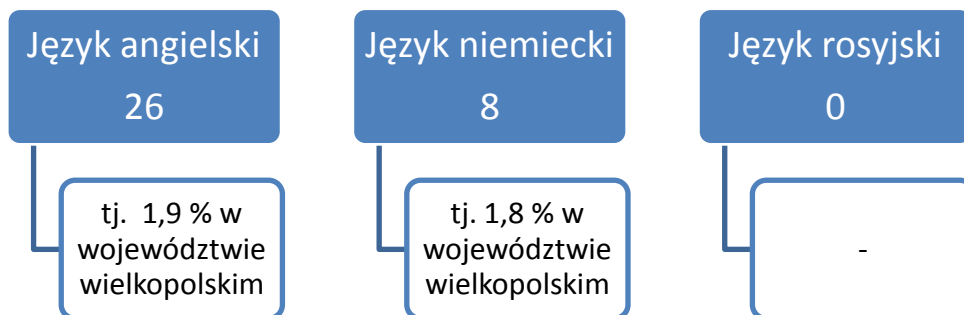 Język angielski
26
tj. 1,9 % w
województwie
wielkopolskim
Język niemiecki
8
tj. 1,8 % w
województwie
wielkopolskim
Język rosyjski
0
-